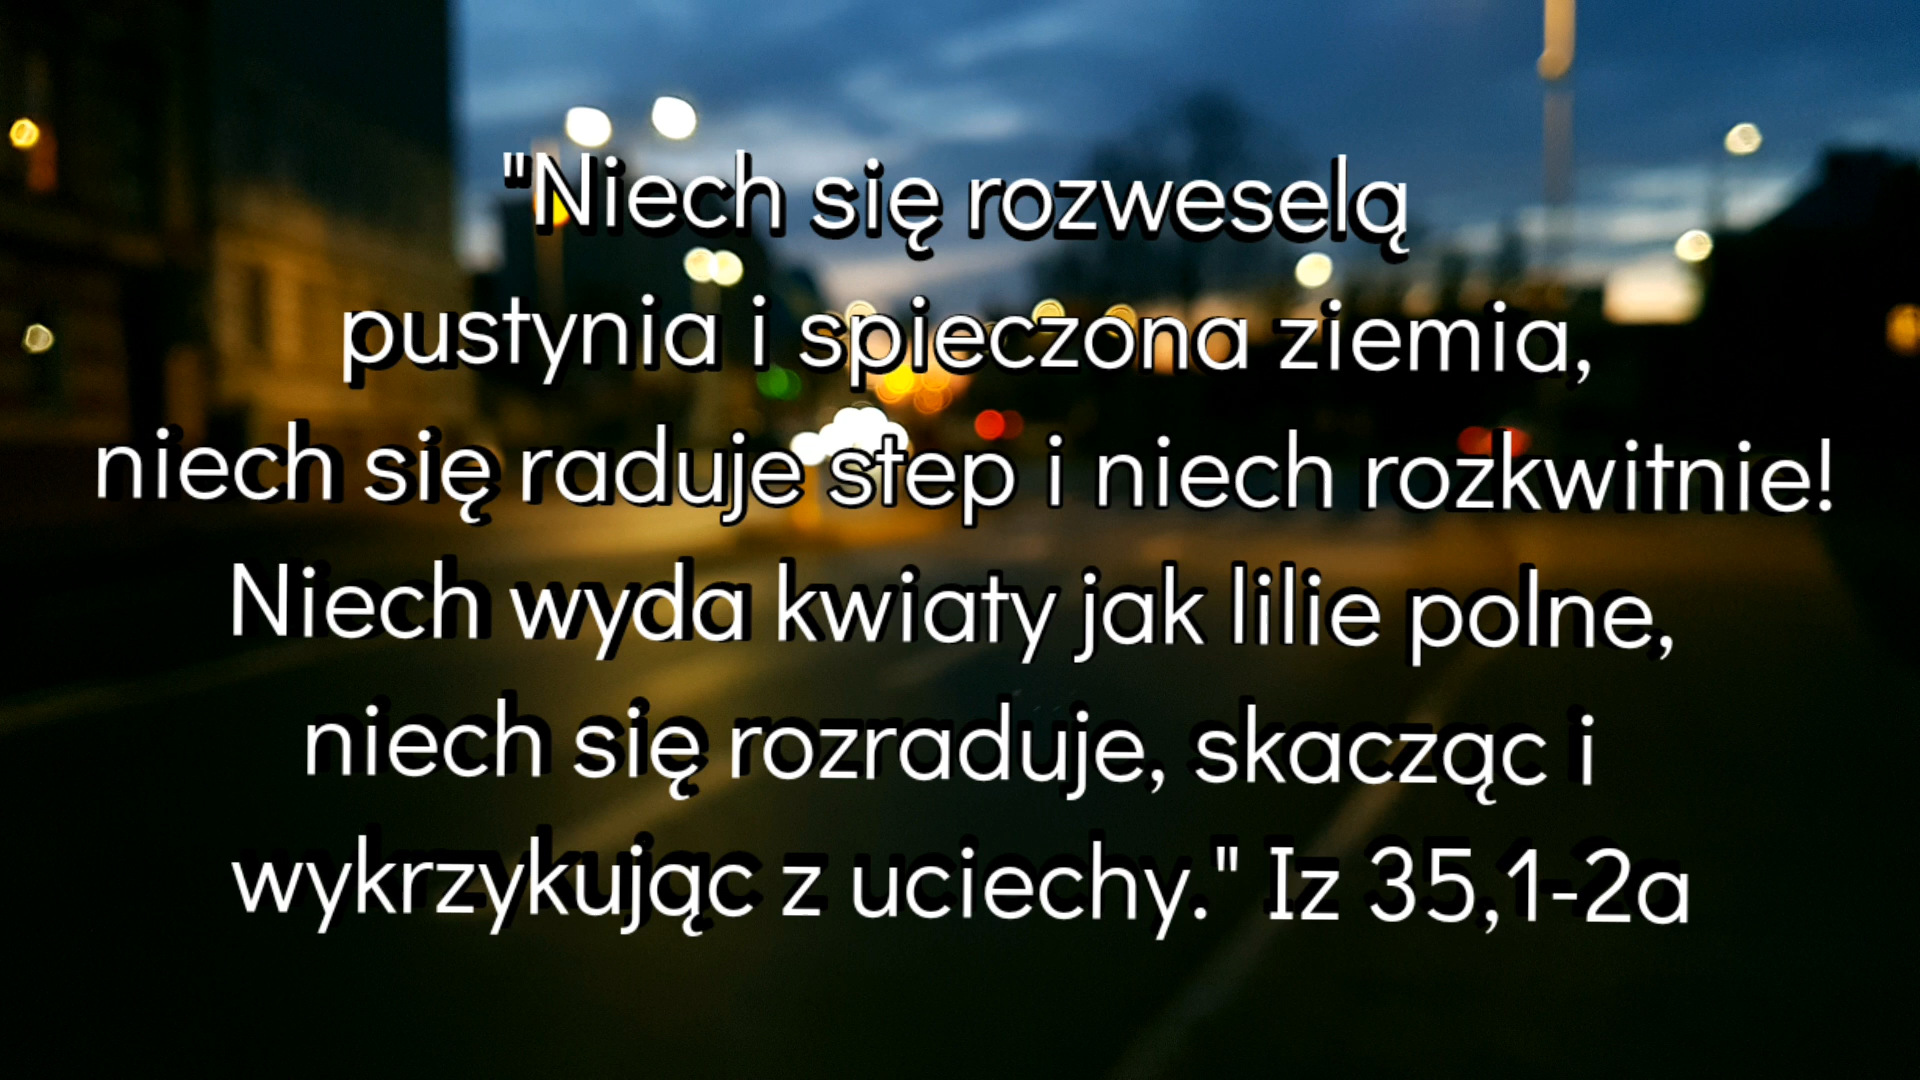 "Niech się rozweselą
pustynia i spieczona ziemia,
niech się raduje step i niech rozkwitnie!
Niech wyda kwiaty jak lilie polne,
niech się rozraduje, skacząc i
wykrzykując z uciechy." Iz 35,1-2a